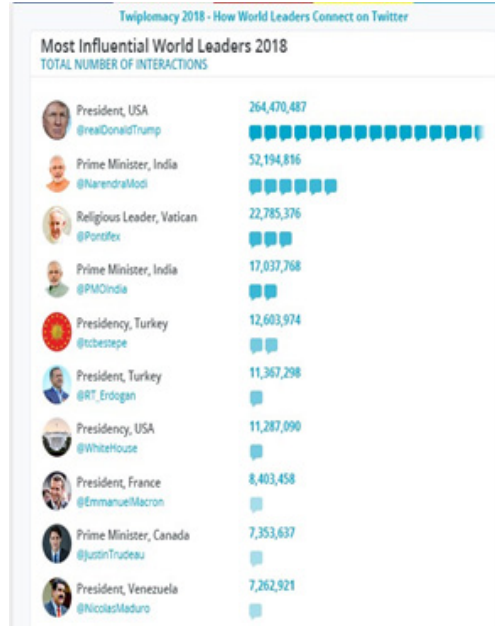 Twiplomacy 2018 - How World Leaders Connect on Twitter
Most Influential World Leaders 2018
TOTAL NUMBER OF INTERACTIONS
President, USA
264,470,487
@realDonaldTrump
Prime Minister, India
52,194,816
@NarendraModi
Religious Leader, Vatican
22,785,376
@Pontifex
Prime Minister, India
17,037,768
@PMOIndia
Presidency, Turkey
12,603,974
@tcbestepe
President, Turkey
11,367,298
@RT_Erdogan
Presidency, USA
11,287,090
@WhiteHouse
President, France
8,403,458
@EmmanuelMacron
Prime Minister, Canada
7,353,637
@JustinTrudeau
President, Venezuela
7,262,921
@NicolasMaduro